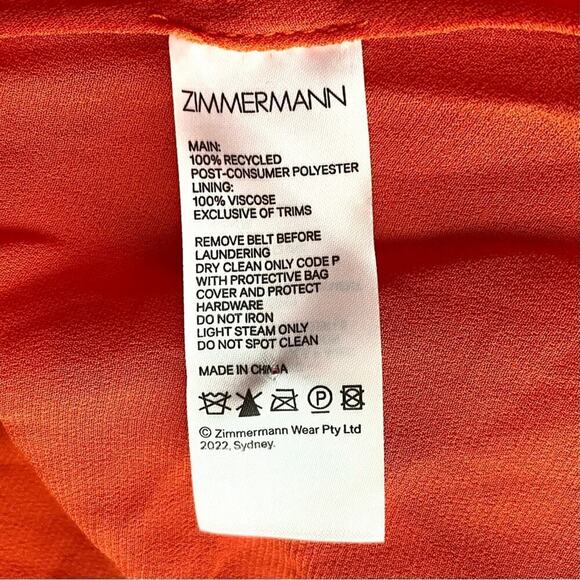 ZIMMERMANN
MAIN:
100% RECYCLED
POST-CONSUMER POLYESTER
LINING:
100% VISCOSE
EXCLUSIVE OF TRIMS
REMOVE BELT BEFORE
LAUNDERING
DRY CLEAN ONLY CODE P
WITH PROTECTIVE BAG
COVER AND PROTECT
HARDWARE
DO NOT IRON
LIGHT STEAM ONLY
DO NOT SPOT CLEAN
MADE IN CHINA
P
© Zimmermann Wear Pty Ltd
2022, Sydney.